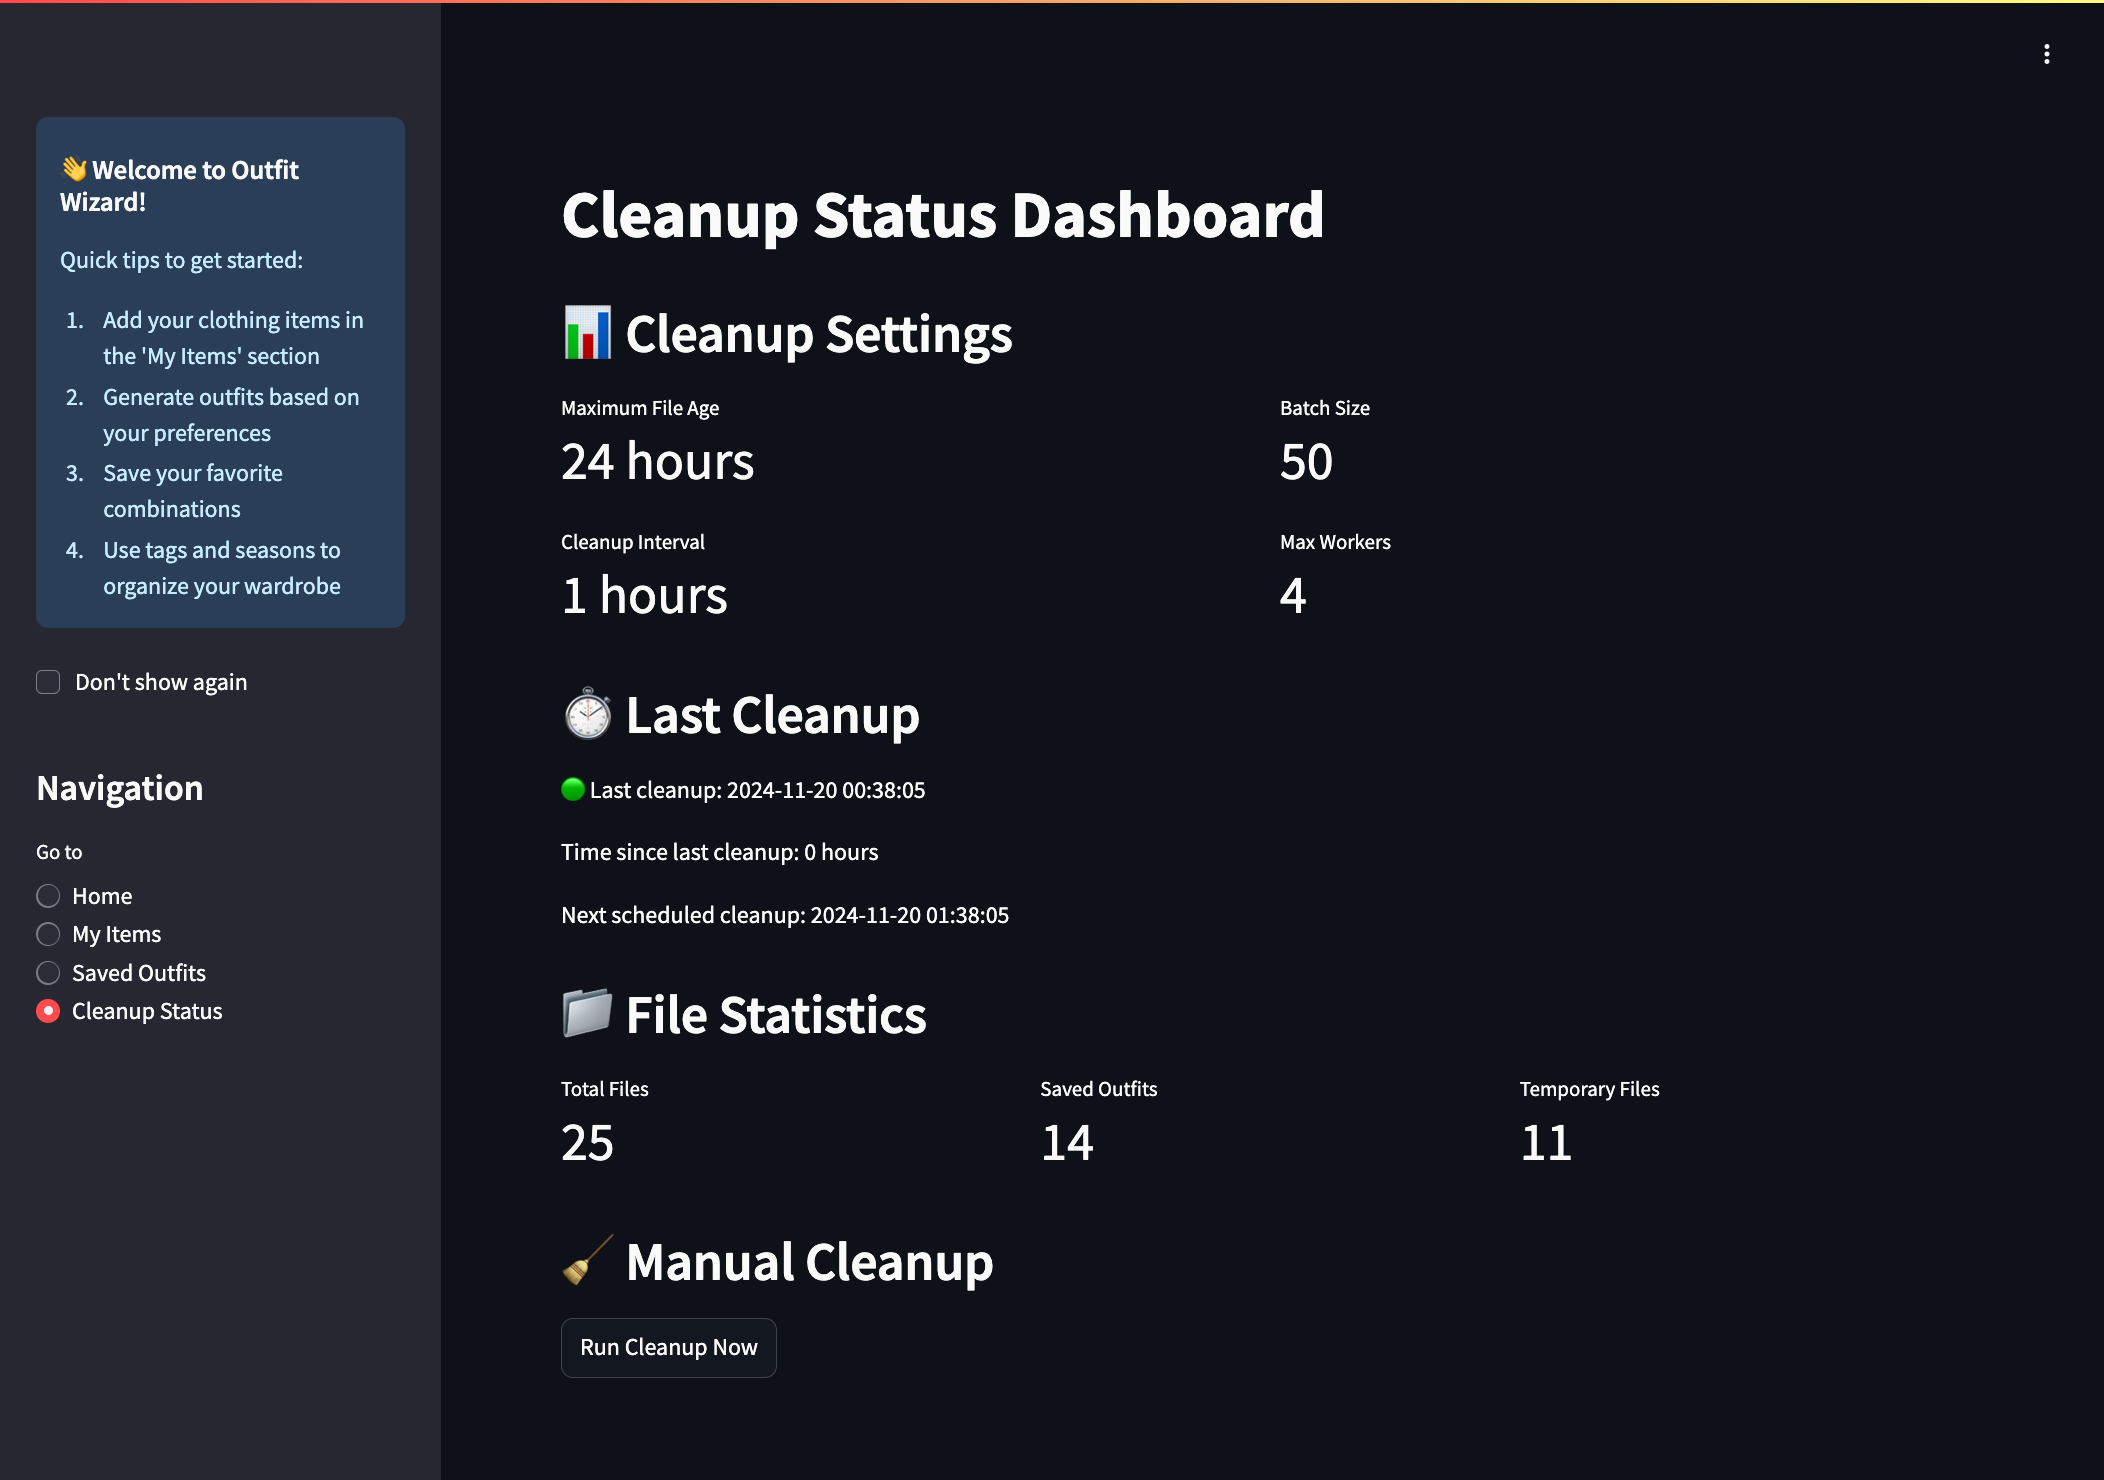 👋 Welcome to Outfit
Wizard!
Quick tips to get started:
1. Add your clothing items in
the 'My Items' section
2. Generate outfits based on
your preferences
3. Save your favorite
combinations
4. Use tags and seasons to
organize your wardrobe
Don't show again
Navigation
Go to
Home
My Items
Saved Outfits
Cleanup Status
Cleanup Status Dashboard
📊 Cleanup Settings
Maximum File Age
24 hours
Batch Size
50
Cleanup Interval
1 hours
Max Workers
4
⏱️ Last Cleanup
🟢 Last cleanup: 2024-11-20 00:38:05
Time since last cleanup: 0 hours
Next scheduled cleanup: 2024-11-20 01:38:05
📁 File Statistics
Total Files
25
Saved Outfits
14
Temporary Files
11
🧹 Manual Cleanup
Run Cleanup Now